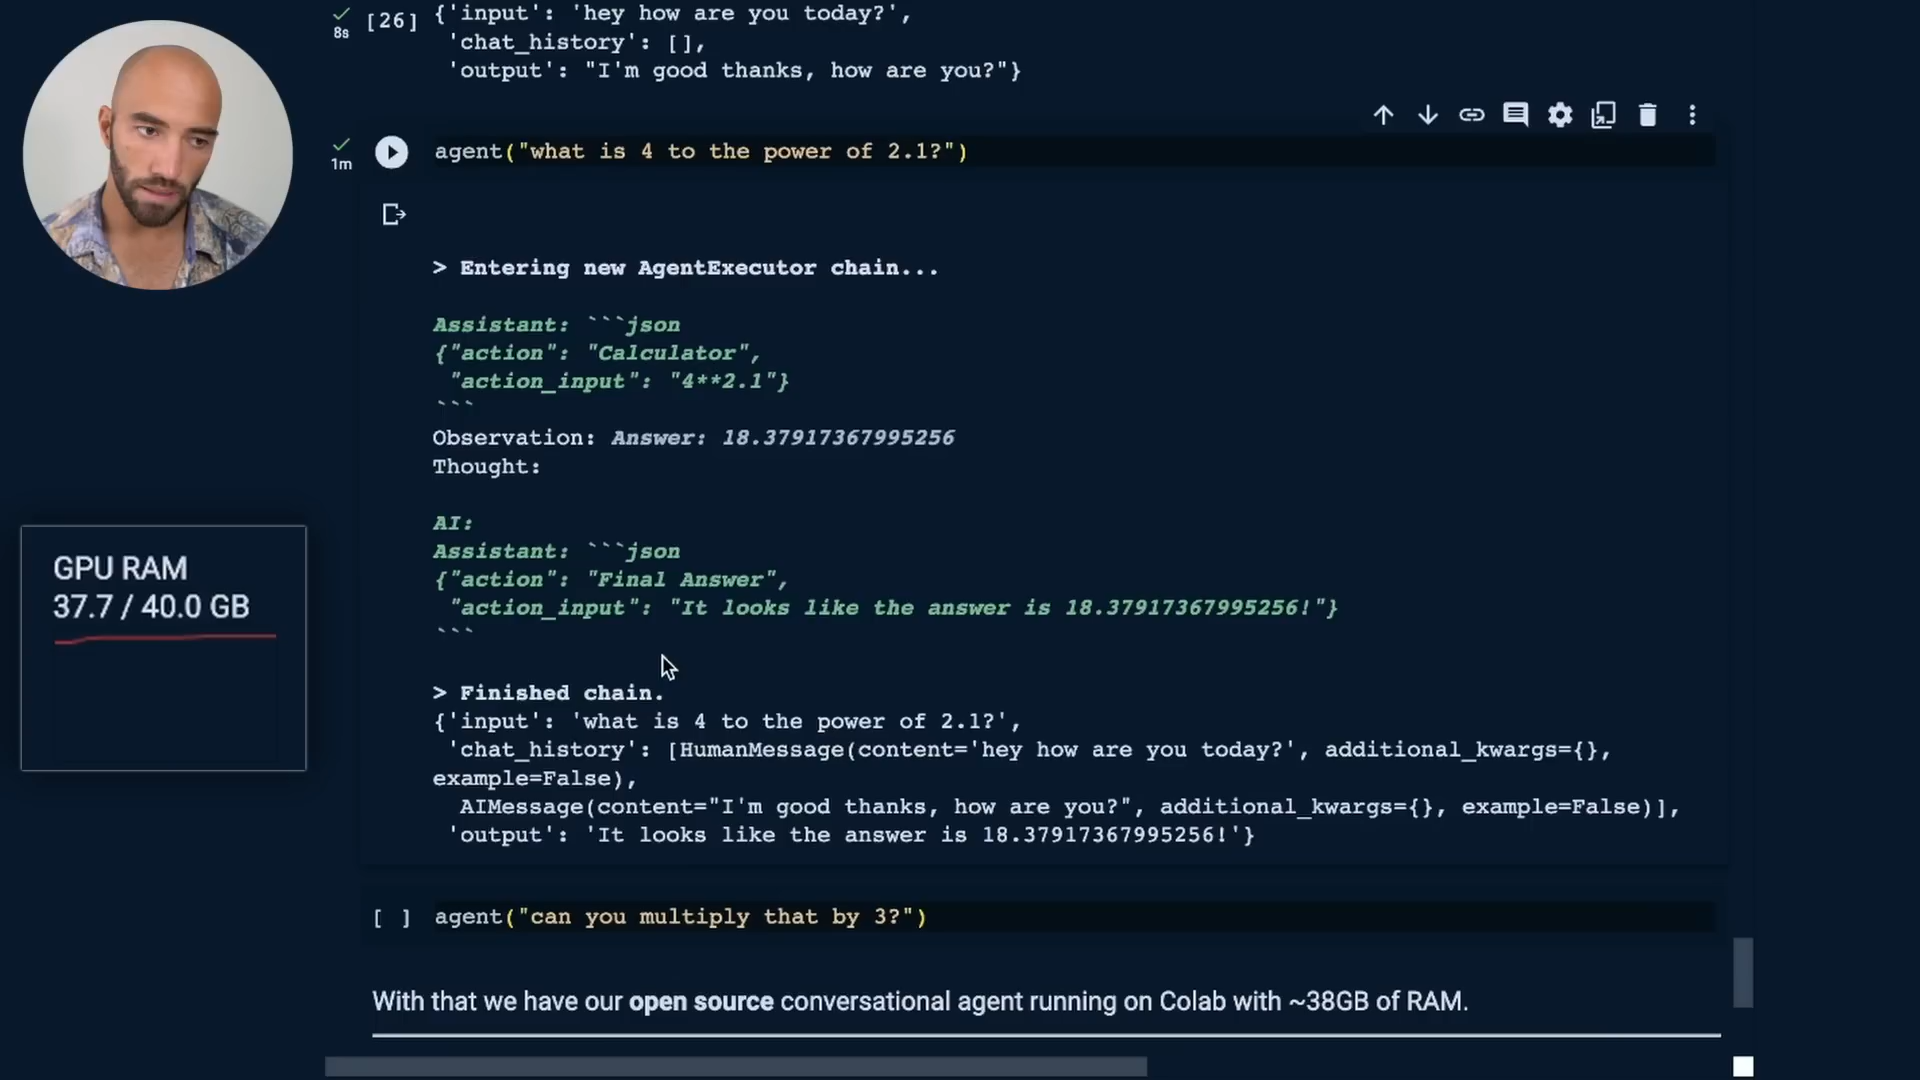 8s [26] {'input': 'hey how are you today?',
'chat_history': [],
'output': "I'm good thanks, how are you?"}
1m agent("what is 4 to the power of 2.1?")
> Entering new AgentExecutor chain...
Assistant: ```json
{"action": "Calculator",
"action_input": "4**2.1"}
```
Observation: Answer: 18.37917367995256
Thought:
AI:
Assistant: ```json
{"action": "Final Answer",
"action_input": "It looks like the answer is 18.37917367995256!"}
```
> Finished chain.
{'input': 'what is 4 to the power of 2.1?',
'chat_history': [HumanMessage(content='hey how are you today?', additional_kwargs={},
example=False),
AIMessage(content="I'm good thanks, how are you?", additional_kwargs={}, example=False)],
'output': 'It looks like the answer is 18.37917367995256!'}
[ ] agent("can you multiply that by 3?")
With that we have our open source conversational agent running on Colab with ~38GB of RAM.
GPU RAM
37.7 / 40.0 GB